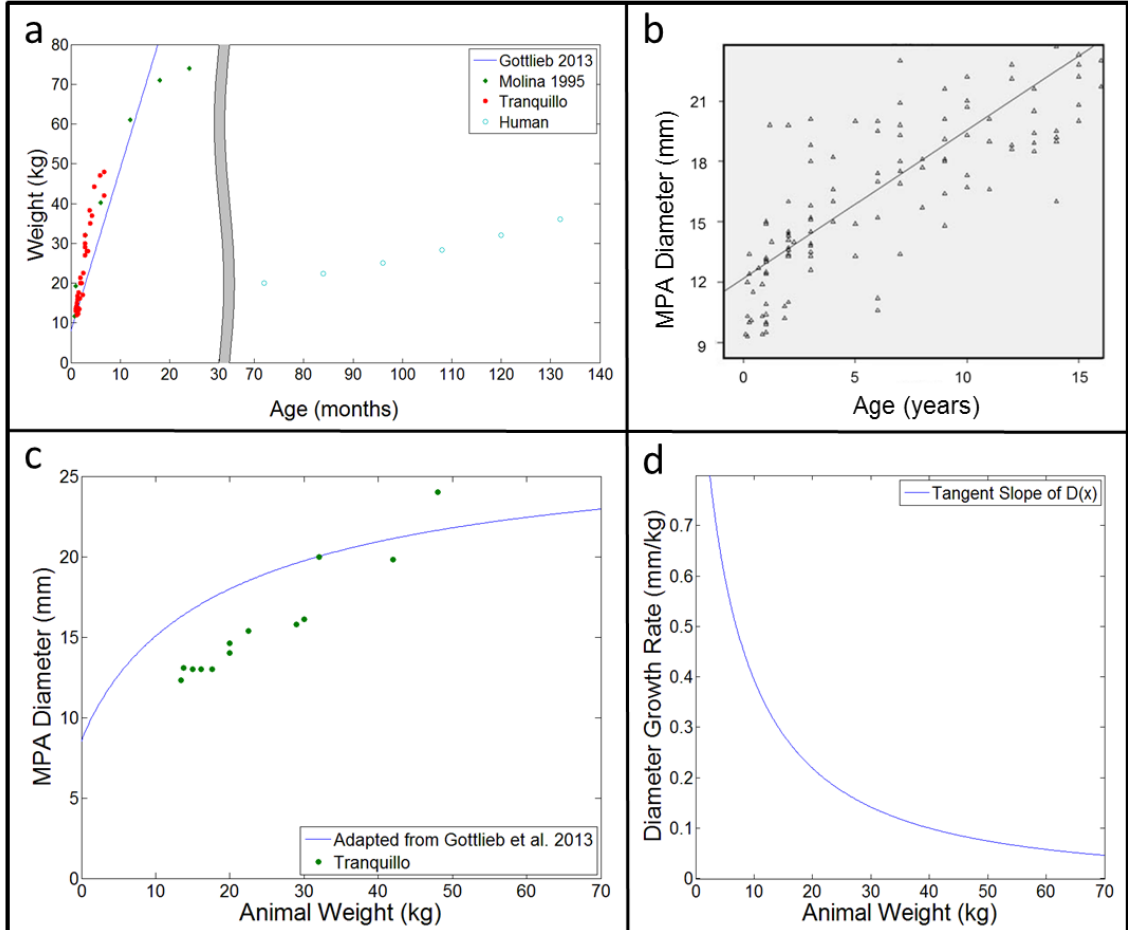 a
80
70
60
50
40
30
20
10
0
Weight (kg)
Gottlieb 2013
Molina 1995
Tranquillo
Human
0 10 20 30 60 70 80 90 100 110 120 130 140
Age (months)
b
21
18
15
12
9
MPA Diameter (mm)
0 5 10 15
Age (years)
c
25
20
15
10
5
0
MPA Diameter (mm)
Adapted from Gottlieb et al. 2013
Tranquillo
0 10 20 30 40 50 60 70
Animal Weight (kg)
d
0.7
0.6
0.5
0.4
0.3
0.2
0.1
0
Diameter Growth Rate (mm/kg)
Tangent Slope of D(x)
0 10 20 30 40 50 60 70
Animal Weight (kg)